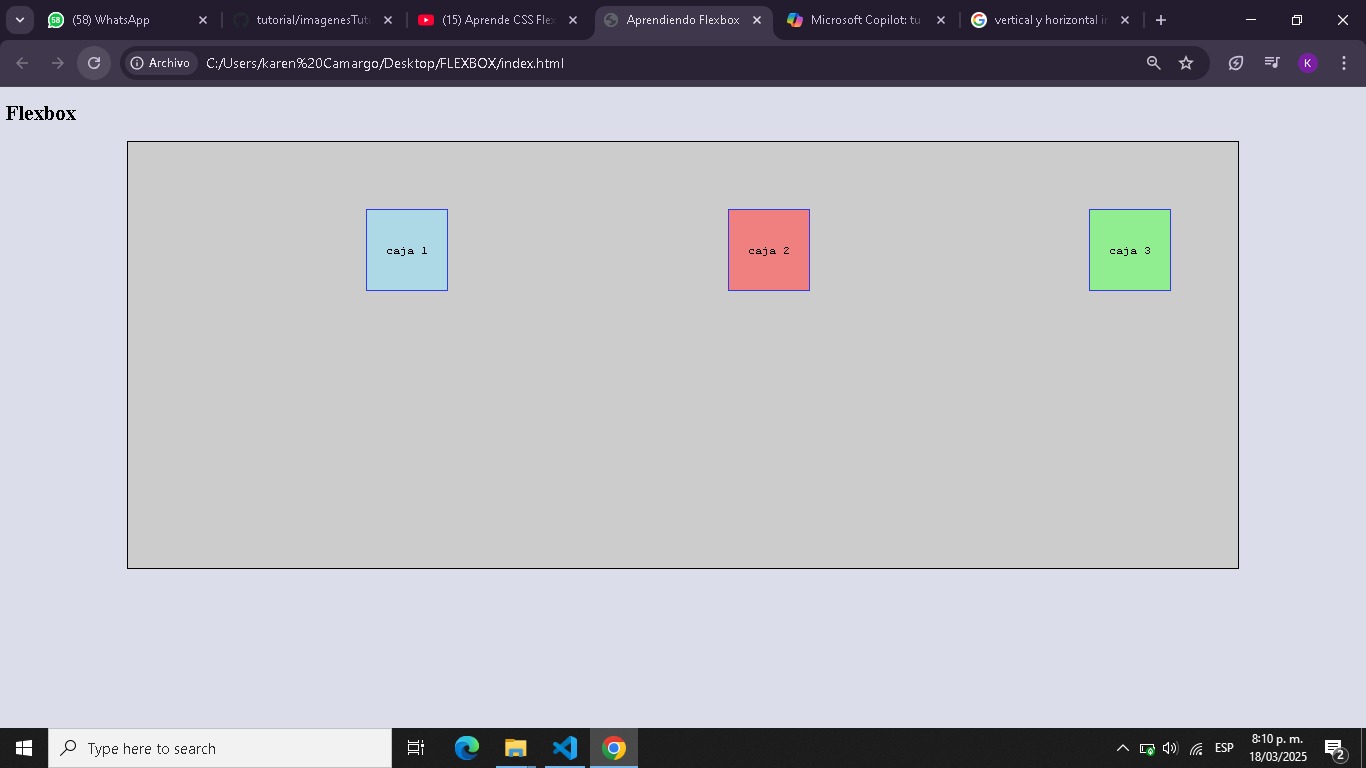 (58) WhatsApp
tutorial/imagenesTut
(15) Aprende CSS Flex
Aprendiendo Flexbox
Microsoft Copilot: tu
vertical y horizontal i
Archivo
C:/Users/karen%20Camargo/Desktop/FLEXBOX/index.html
K
Flexbox
caja 1
caja 2
caja 3
Type here to search
ESP
8:10 p. m.
18/03/2025
2